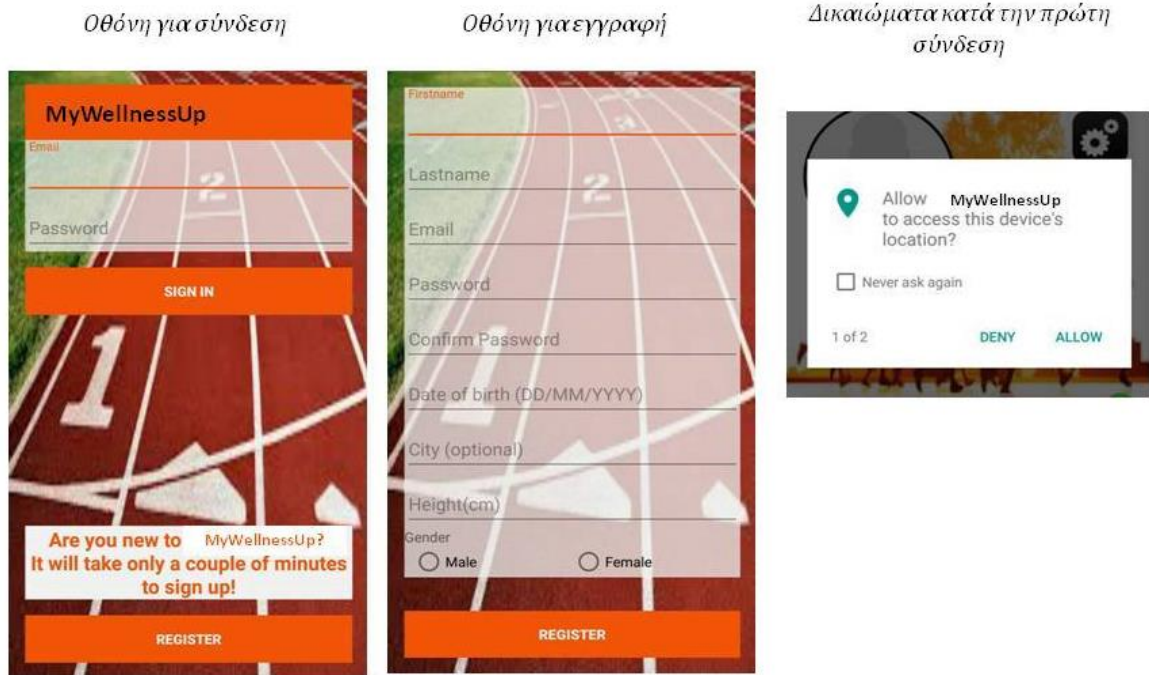 Οθόνη για σύνδεση
MyWellnessUp
Email
Password
SIGN IN
1
2
Are you new to MyWellnessUp?
It will take only a couple of minutes
to sign up!
REGISTER
Οθόνη για εγγραφή
Firstname
Lastname
Email
Password
Confirm Password
Date of birth (DD/MM/YYYY)
City (optional)
Height(cm)
Gender
Male Female
2
REGISTER
Δικαιώματα κατά την πρώτη
σύνδεση
Allow MyWellnessUp
to access this device's
location?
Never ask again
1 of 2 DENY ALLOW